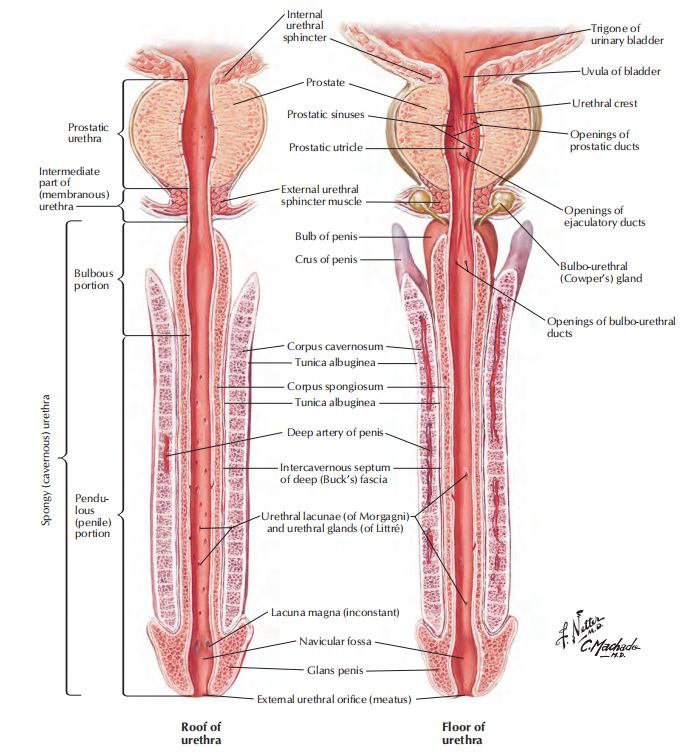 Internal
urethral
sphincter
Trigone of
urinary bladder
Uvula of bladder
Prostate
Urethral crest
Prostatic sinuses
Prostatic
urethra
Openings of
prostatic ducts
Prostatic utricle
Intermediate
part of
(membranous)
urethra
External urethral
sphincter muscle
Openings of
ejaculatory ducts
Bulb of penis
Crus of penis
Bulbo-urethral
(Cowper's) gland
Bulbous
portion
Openings of bulbo-urethral
ducts
Corpus cavernosum
Tunica albuginea
Corpus spongiosum
Tunica albuginea
Spongy (cavernous) urethra
Deep artery of penis
Intercavernous septum
of deep (Buck's) fascia
Pendu-
lous
(penile)
portion
Urethral lacunae (of Morgagni)
and urethral glands (of Littré)
Lacuna magna (inconstant)
Navicular fossa
Glans penis
External urethral orifice (meatus)
F. Netter
M.D.
C. Machado
M.D.
Roof of
urethra
Floor of
urethra